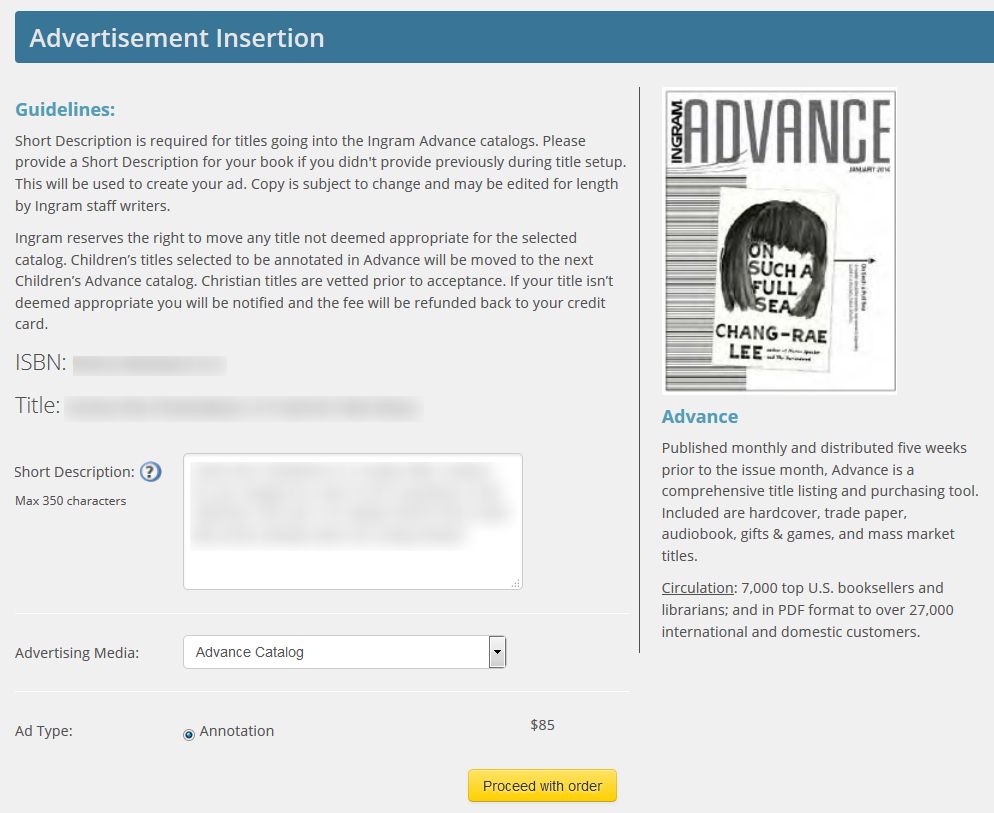 Advertisement Insertion
Guidelines:
Short Description is required for titles going into the Ingram Advance catalogs. Please
provide a Short Description for your book if you didn't provide previously during title setup.
This will be used to create your ad. Copy is subject to change and may be edited for length
by Ingram staff writers.
Ingram reserves the right to move any title not deemed appropriate for the selected
catalog. Children’s titles selected to be annotated in Advance will be moved to the next
Children’s Advance catalog. Christian titles are vetted prior to acceptance. If your title isn’t
deemed appropriate you will be notified and the fee will be refunded back to your credit
card.
ISBN:
Title:
Short Description: ?
Max 350 characters
Advertising Media:
Advance Catalog
Ad Type:
Annotation
$85
Proceed with order
INGRAM
ADVANCE
JANUARY 2014
ON
SUCH A
FULL
SEA
CHANG-RAE
LEE
On Such a Full Sea
Advance
Published monthly and distributed five weeks
prior to the issue month, Advance is a
comprehensive title listing and purchasing tool.
Included are hardcover, trade paper,
audiobook, gifts & games, and mass market
titles.
Circulation: 7,000 top U.S. booksellers and
librarians; and in PDF format to over 27,000
international and domestic customers.